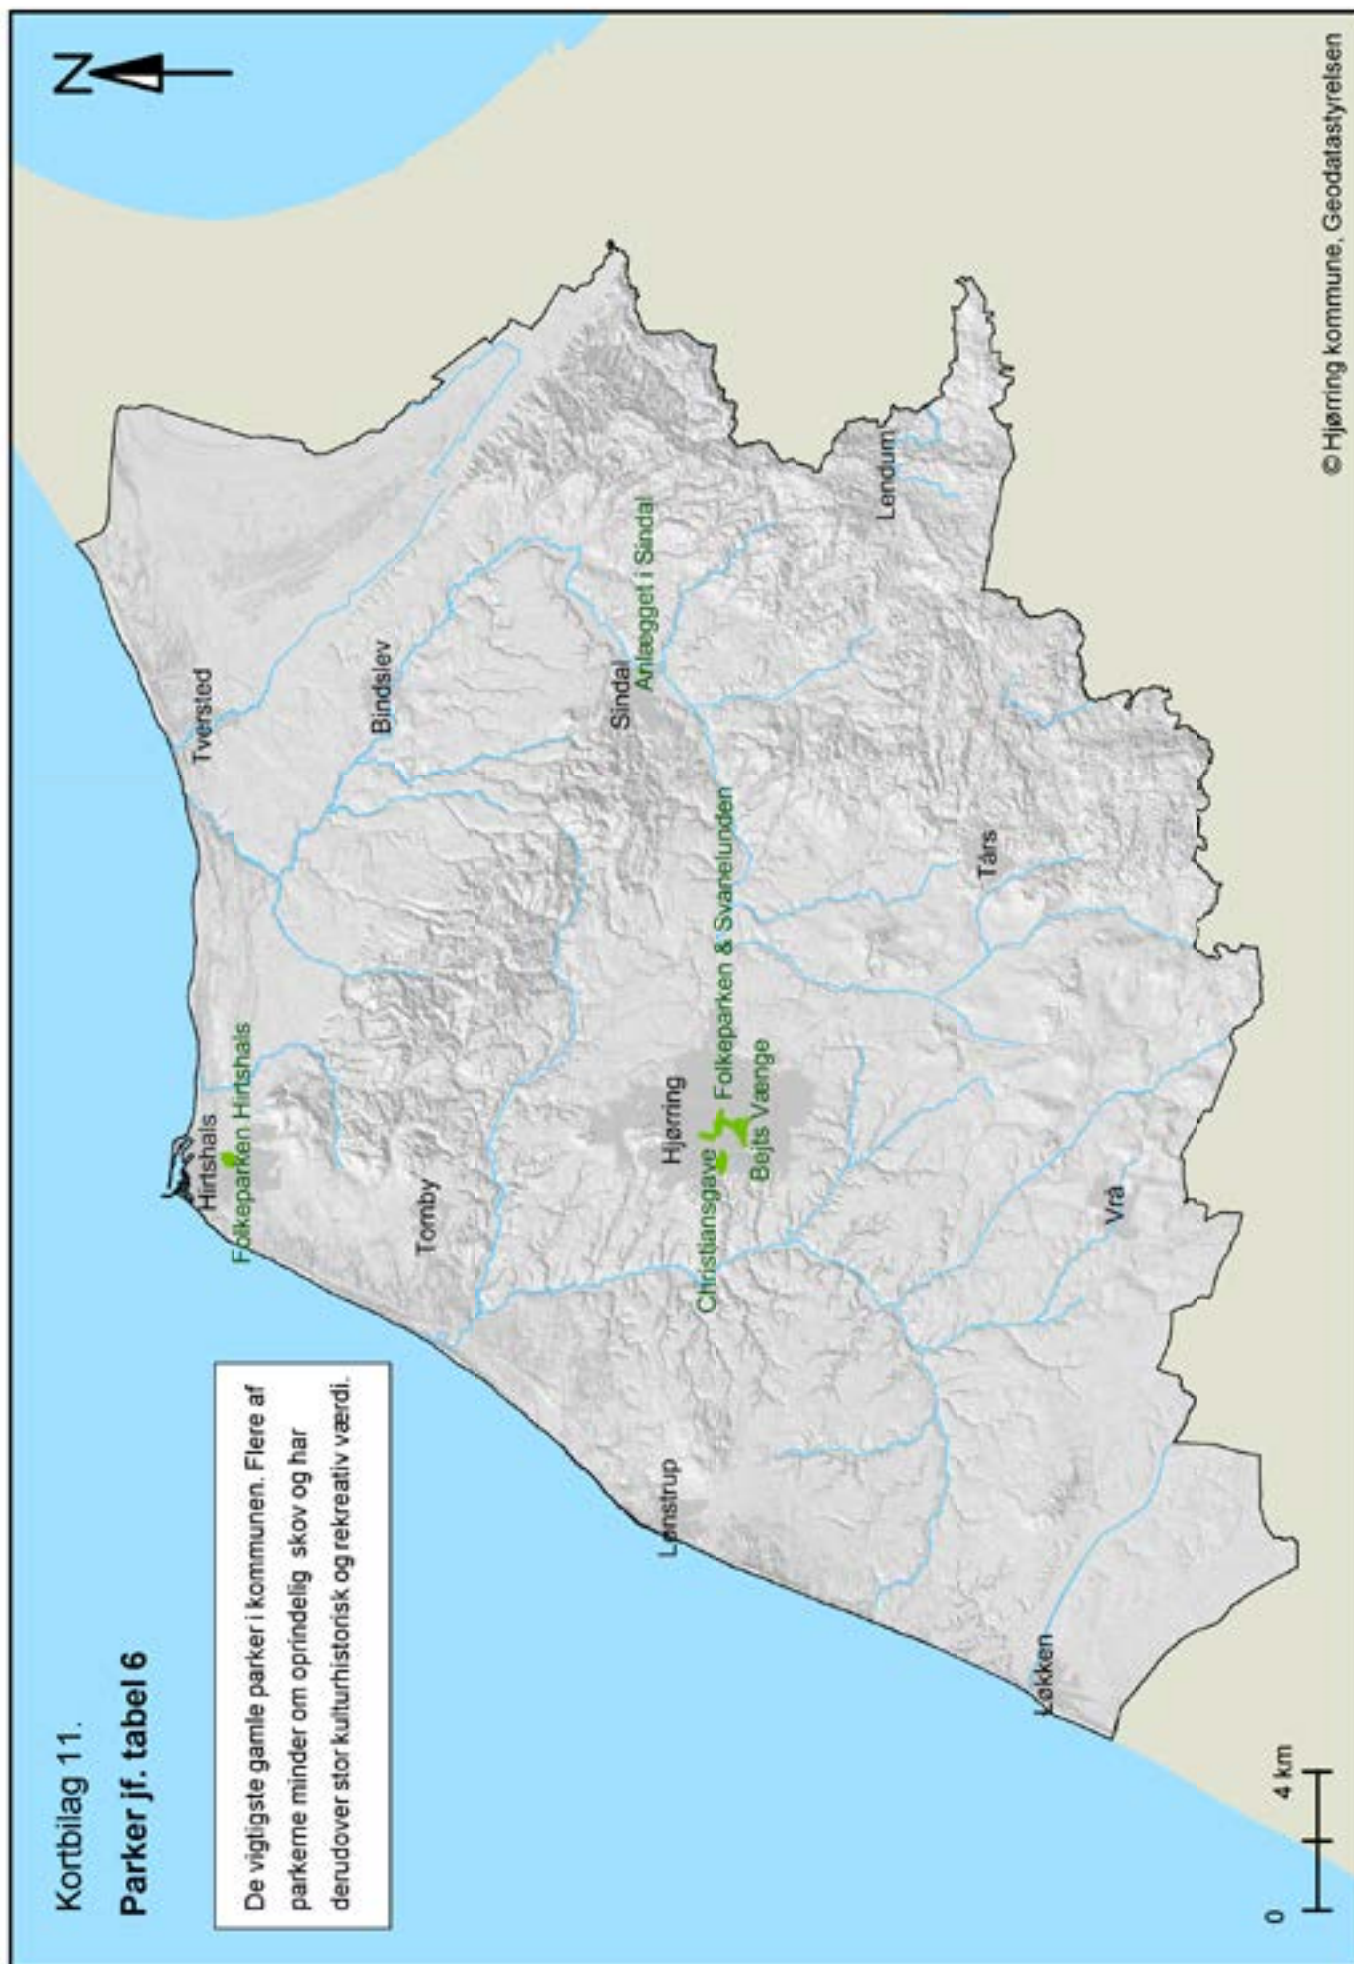 Kortbilag 11.
Parker jf. tabel 6
De vigtigste gamle parker i kommunen. Flere af
parkerne minder om oprindelig skov og har
derudover stor kulturhistorisk og rekreativ værdi.
N
Hirtshals
Folkeparken Hirtshals
Tversted
Bindslev
Tornby
Sindal
Anlægget i Sindal
Hjørring
Lønstrup
Christiansgave
Folkeparken & Svanelunden
Bejts Vænge
Lendum
Tårs
Vrå
Løkken
0
4 km
© Hjørring kommune, Geodatastyrelsen